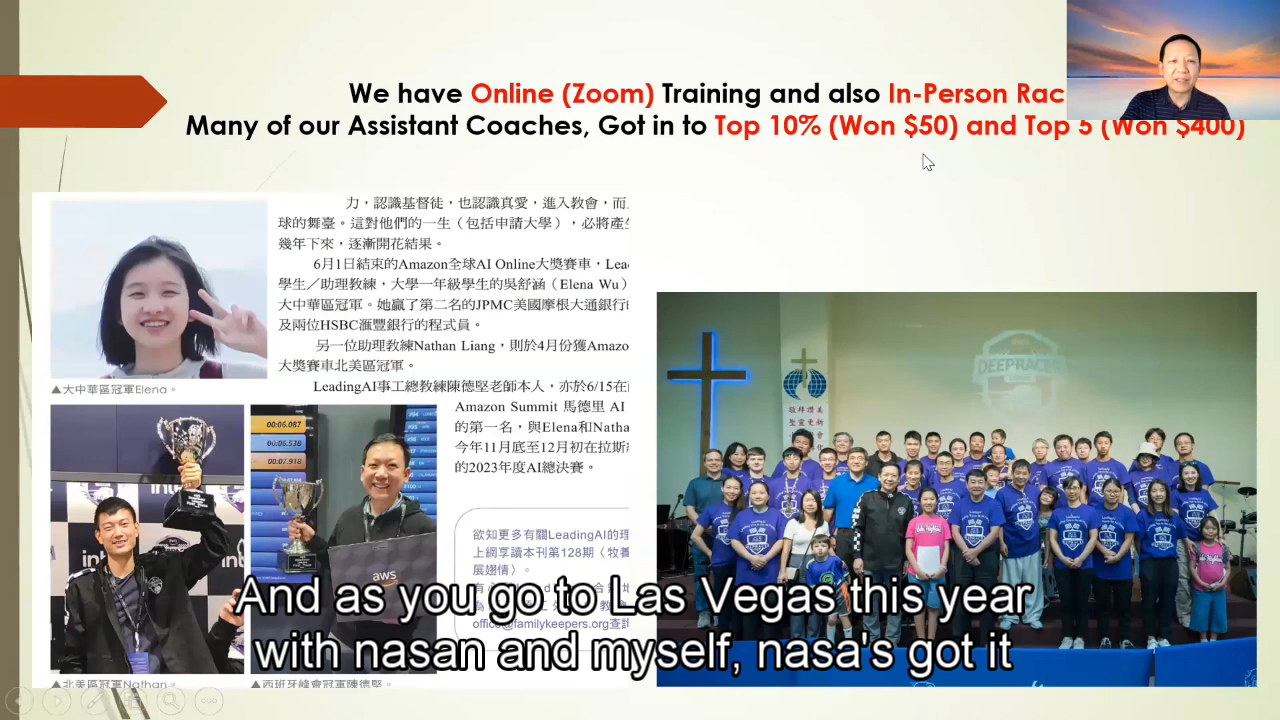 We have Online (Zoom) Training and also In-Person Rac
Many of our Assistant Coaches, Got in to Top 10% (Won $50) and Top 5 (Won $400)
力，認識基督徒，也認識真愛，進入教會，而
球的舞臺。這對他們的一生（包括申請大學），必將產生
幾年下來，逐漸開花結果。
6月1日結束的Amazon全球AI Online大獎賽車，Lea
學生／助理教練，大學一年級學生的吳舒涵（Elena Wu）
大中華區冠軍。她贏了第二名的JPMC美國摩根大通銀行
及兩位HSBC滙豐銀行的程式員。
另一位助理教練Nathan Liang，則於4月份獲Amazo
大獎賽車北美區冠軍。
LeadingAI事工總教練陳德堅老師本人，亦於6/15在
Amazon Summit 馬德里 AI
的第一名，與Elena和Natha
今年11月底至12月初在拉斯
的2023年度AI總決賽。
▲大中華區冠軍Elena。
欲知更多有關LeadingAI的理
上網享讀本刊第128期〈牧養
展翅情〉。
office@familykeepers.org
▲北美區冠軍Nathan。
▲西班牙峰會冠軍陳德堅。
00:06.087
00:06.538
00:07.918
aws
DEEPRACER
敬拜讚美
聖靈更新
And as you go to Las Vegas this year
with nasan and myself, nasa's got it